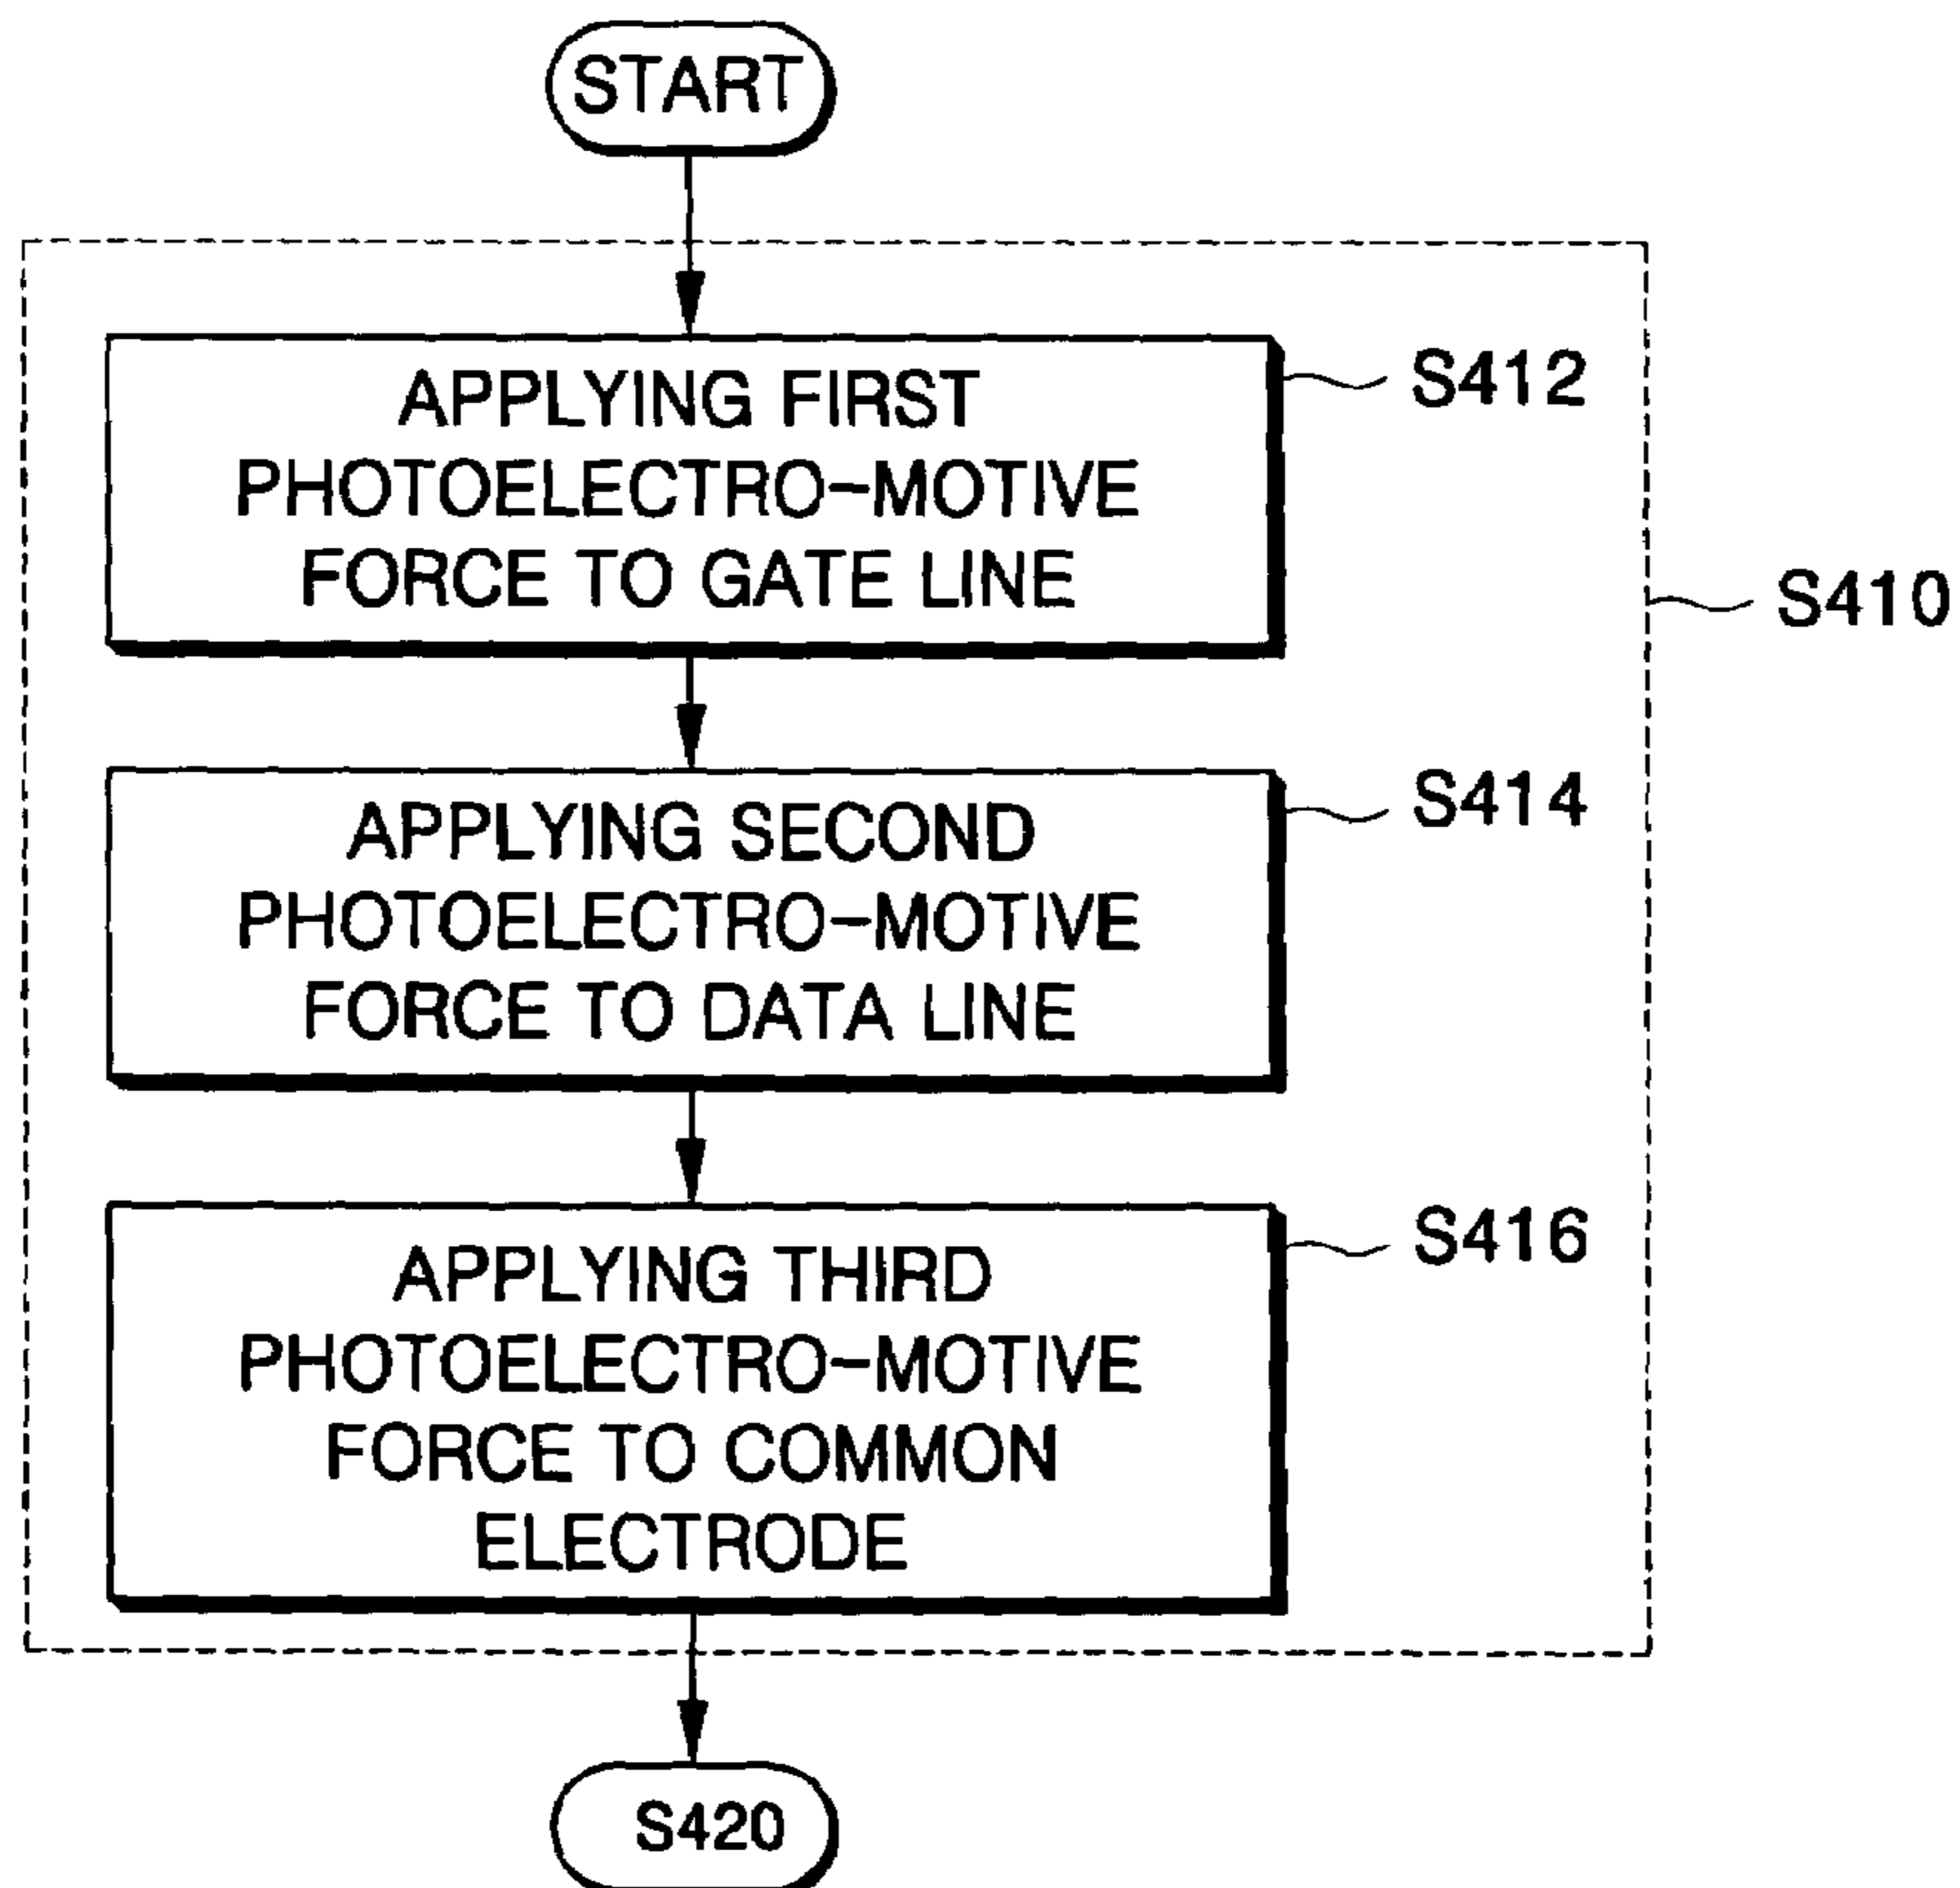 START
APPLYING FIRST
PHOTOELECTRO-MOTIVE
FORCE TO GATE LINE
S412
S410
APPLYING SECOND
PHOTOELECTRO-MOTIVE
FORCE TO DATA LINE
S414
APPLYING THIRD
PHOTOELECTRO-MOTIVE
FORCE TO COMMON
ELECTRODE
S416
S420